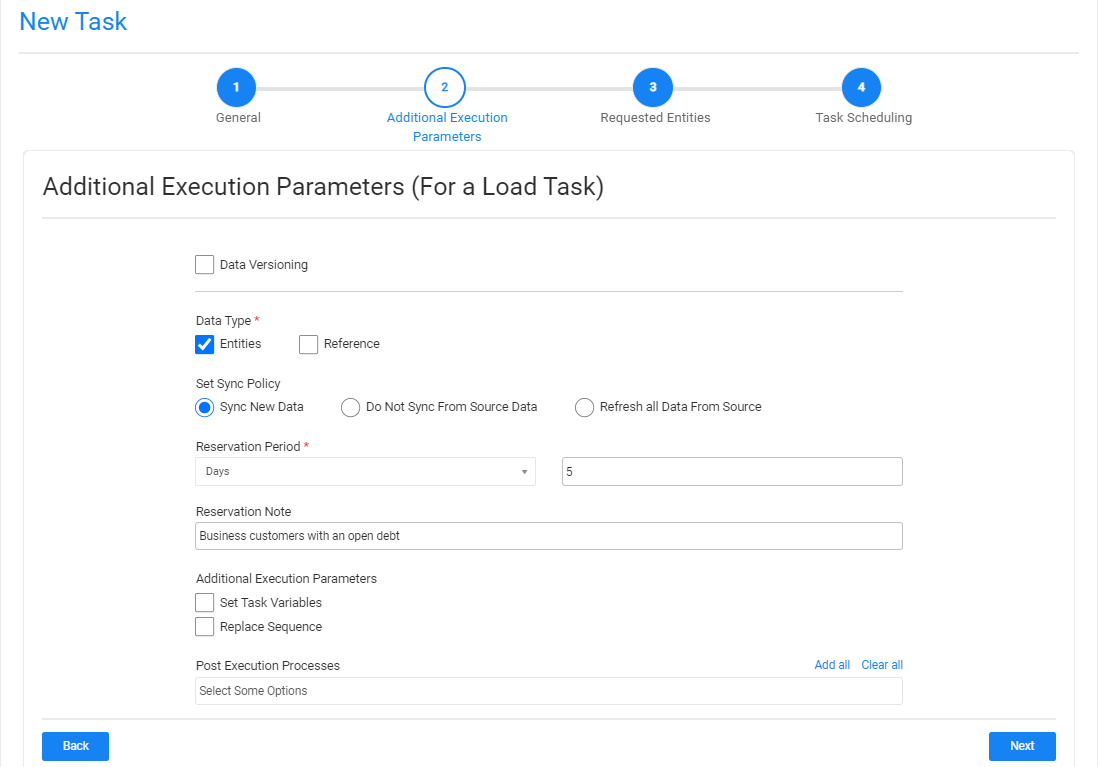 New Task
1 2 3 4
General Additional Execution Requested Entities Task Scheduling
Parameters
Additional Execution Parameters (For a Load Task)
Data Versioning
Data Type *
Entities Reference
Set Sync Policy
Sync New Data Do Not Sync From Source Data Refresh all Data From Source
Reservation Period *
Days 5
Reservation Note
Business customers with an open debt
Additional Execution Parameters
Set Task Variables
Replace Sequence
Post Execution Processes Add all Clear all
Select Some Options
Back Next